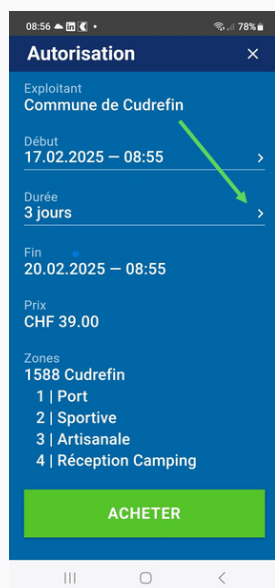 08:56 78%
Autorisation ×
Exploitant
Commune de Cudrefin
Début
17.02.2025 — 08:55
Durée
3 jours
Fin
20.02.2025 — 08:55
Prix
CHF 39.00
Zones
1588 Cudrefin
1 | Port
2 | Sportive
3 | Artisanale
4 | Réception Camping
ACHETER